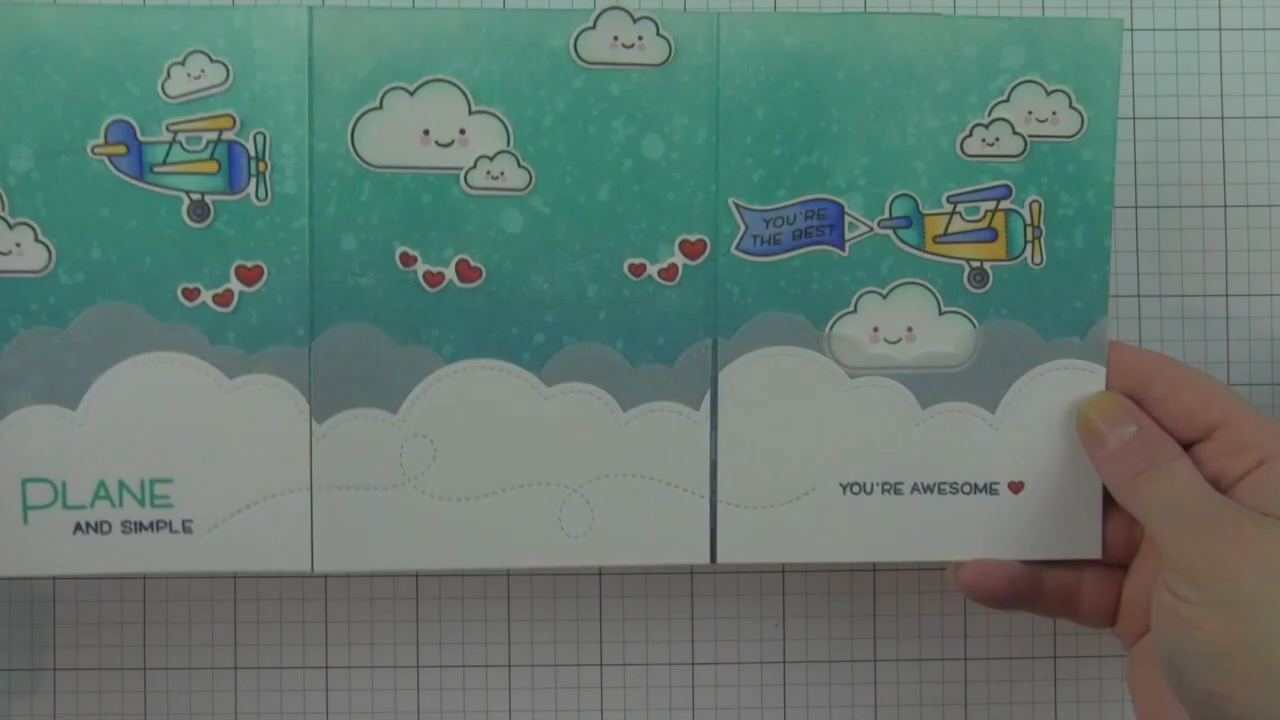 YOU'RE
THE BEST
PLANE
AND SIMPLE
YOU'RE AWESOME